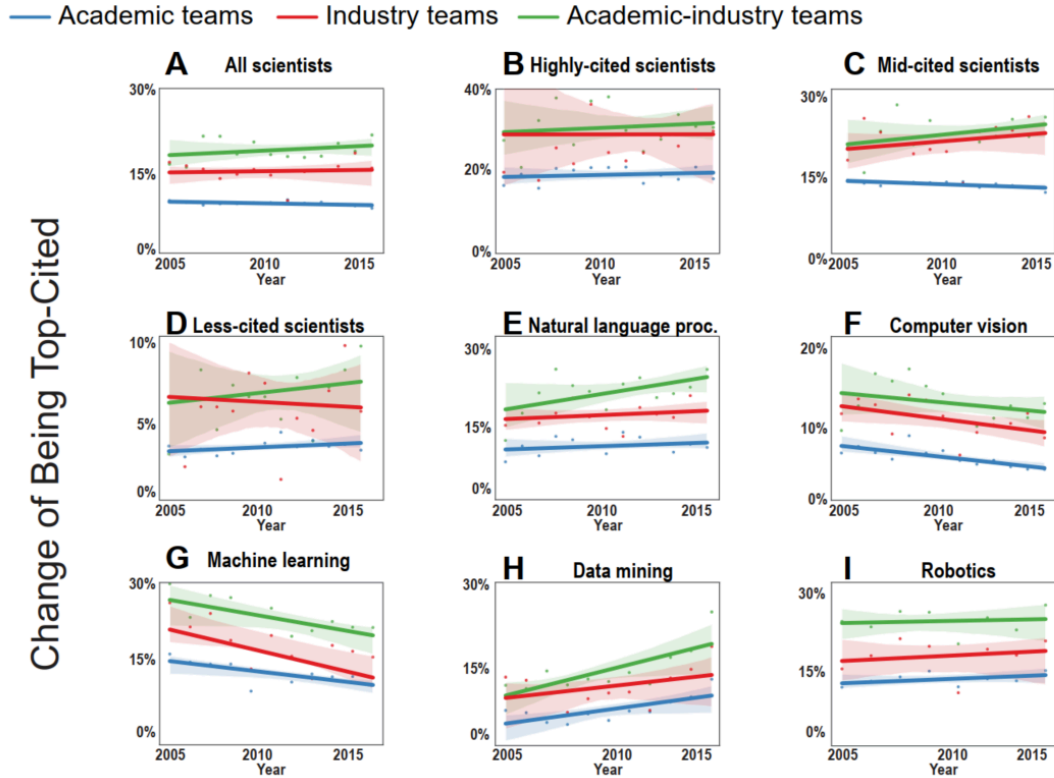 Academic teams Industry teams Academic-industry teams
Change of Being Top-Cited
A All scientists
30%
15%
0%
2005 2010 2015
Year
B Highly-cited scientists
40%
20%
0%
2005 2010 2015
Year
C Mid-cited scientists
30%
15%
0%
2005 2010 2015
Year
D Less-cited scientists
10%
5%
0%
2005 2010 2015
Year
E Natural language proc.
30%
15%
0%
2005 2010 2015
Year
F Computer vision
20%
10%
0%
2005 2010 2015
Year
G Machine learning
30%
15%
0%
2005 2010 2015
Year
H Data mining
30%
15%
0%
2005 2010 2015
Year
I Robotics
30%
15%
0%
2005 2010 2015
Year